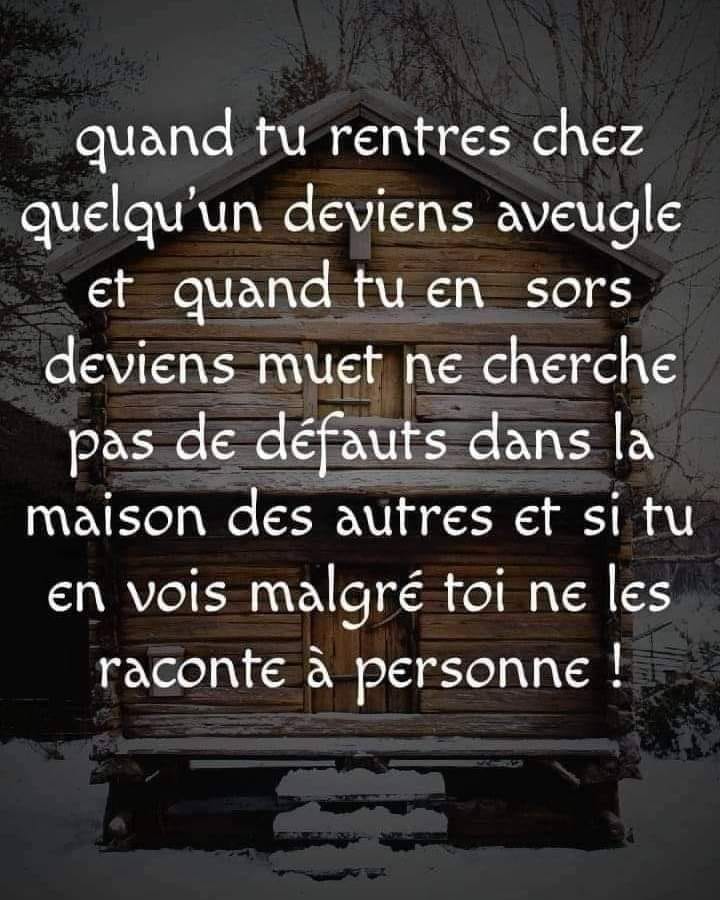 quand tu rentres chez
quelqu'un deviens aveugle
et quand tu en sors
deviens muet ne cherche
pas de défauts dans la
maison des autres et si tu
en vois malgré toi ne les
raconte à personne !